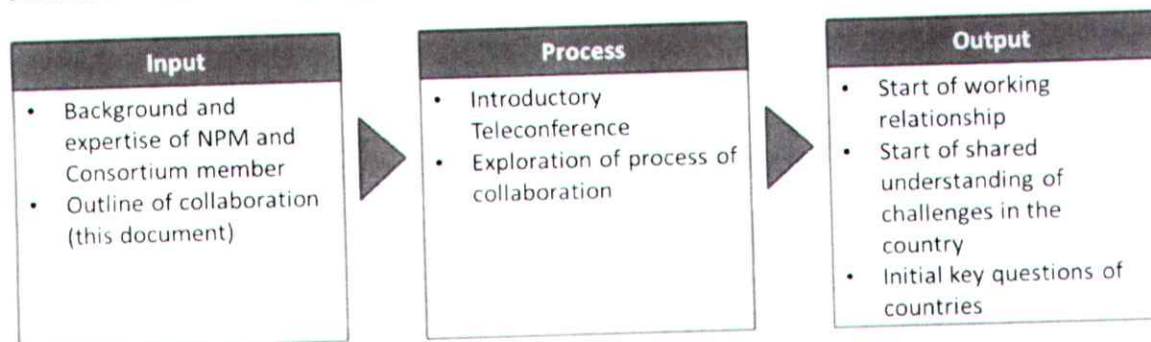 Input
• Background and
expertise of NPM and
Consortium member
• Outline of collaboration
(this document)
Process
• Introductory
Teleconference
• Exploration of process of
collaboration
Output
• Start of working
relationship
• Start of shared
understanding of
challenges in the
country
• Initial key questions of
countries